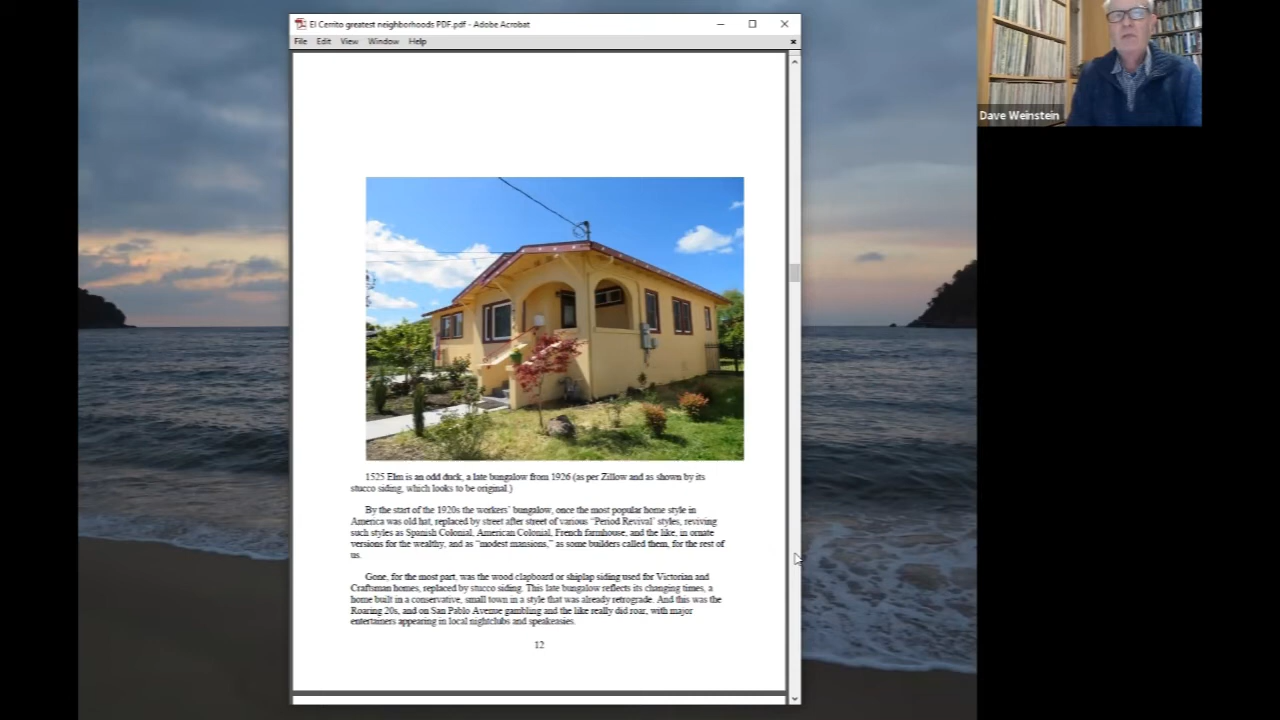 El Cerrito greatest neighborhoods PDF.pdf - Adobe Acrobat
File Edit View Window Help
Dave Weinstein
1525 Elm is an odd duck, a late bungalow from 1926 (as per Zillow and as shown by its
stucco siding, which looks to be original.)
By the start of the 1920s the workers' bungalow, once the most popular home style in
America was old hat, replaced by street after street of various "Period Revival' styles, reviving
such styles as Spanish Colonial, American Colonial, French farmhouse, and the like, in ornate
versions for the wealthy, and as "modest mansions," as some builders called them, for the rest of
us.
Gone, for the most part, was the wood clapboard or shiplap siding used for Victorian and
Craftsman homes, replaced by stucco siding. This late bungalow reflects its changing times, a
home built in a conservative, small town in a style that was already retrograde. And this was the
Roaring 20s, and on San Pablo Avenue gambling and the like really did roar, with major
entertainers appearing in local nightclubs and speakeasies.
12